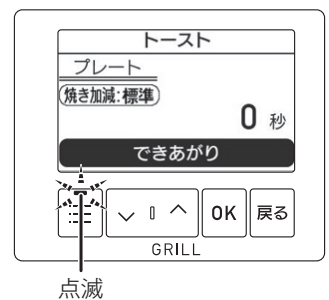 トースト
プレート
焼き加減:標準
0 秒
できあがり
OK 戻る
GRILL
点滅